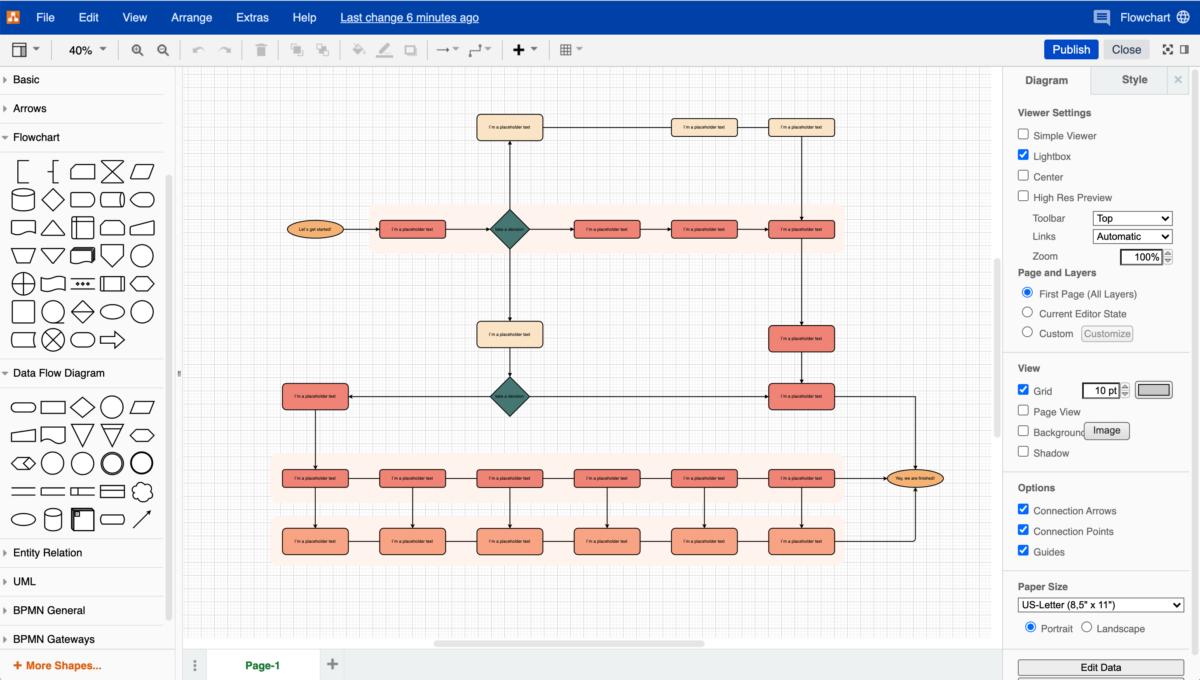 File Edit View Arrange Extras Help Last change 6 minutes ago Flowchart
40% Publish Close
Basic
Arrows
Flowchart
Data Flow Diagram
Entity Relation
UML
BPMN General
BPMN Gateways
+ More Shapes...
I'm a placeholder text I'm a placeholder text I'm a placeholder text
Let's get started! I'm a placeholder text I'm a placeholder text I'm a placeholder text I'm a placeholder text
I'm a placeholder text I'm a placeholder text
I'm a placeholder text I'm a placeholder text
I'm a placeholder text I'm a placeholder text I'm a placeholder text I'm a placeholder text I'm a placeholder text I'm a placeholder text Yay, we are finished!
I'm a placeholder text I'm a placeholder text I'm a placeholder text I'm a placeholder text I'm a placeholder text I'm a placeholder text
Page-1
Diagram Style
Viewer Settings
Simple Viewer
Lightbox
Center
High Res Preview
Toolbar Top
Links Automatic
Zoom 100%
Page and Layers
First Page (All Layers)
Current Editor State
Custom Customize
View
Grid 10 pt
Page View
Background Image
Shadow
Options
Connection Arrows
Connection Points
Guides
Paper Size
US-Letter (8,5" x 11")
Portrait Landscape
Edit Data